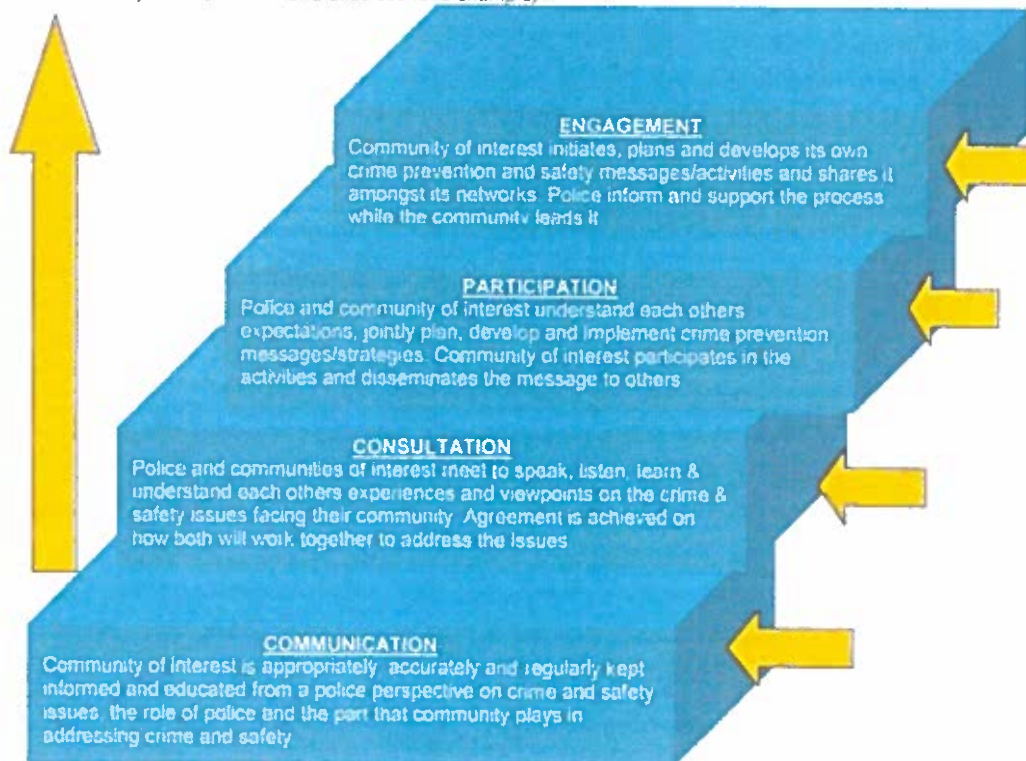 ENGAGEMENT
Community of interest initiates, plans and develops its own
crime prevention and safety messages/activities and shares it
amongst its networks. Police inform and support the process
while the community leads it
PARTICIPATION
Police and community of interest understand each others
expectations, jointly plan, develop and implement crime prevention
messages/strategies. Community of interest participates in the
activities and disseminates the message to others
CONSULTATION
Police and communities of interest meet to speak, listen, learn &
understand each others experiences and viewpoints on the crime &
safety issues facing their community. Agreement is achieved on
how both will work together to address the issues
COMMUNICATION
Community of interest is appropriately, accurately and regularly kept
informed and educated from a police perspective on crime and safety
issues, the role of police and the part that community plays in
addressing crime and safety